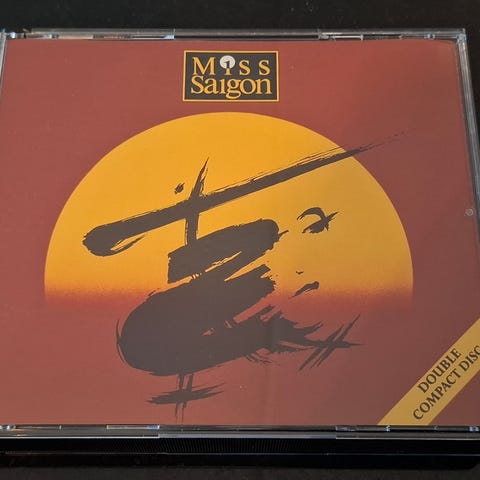 Miss
Saigon
DOUBLE
COMPACT DISC